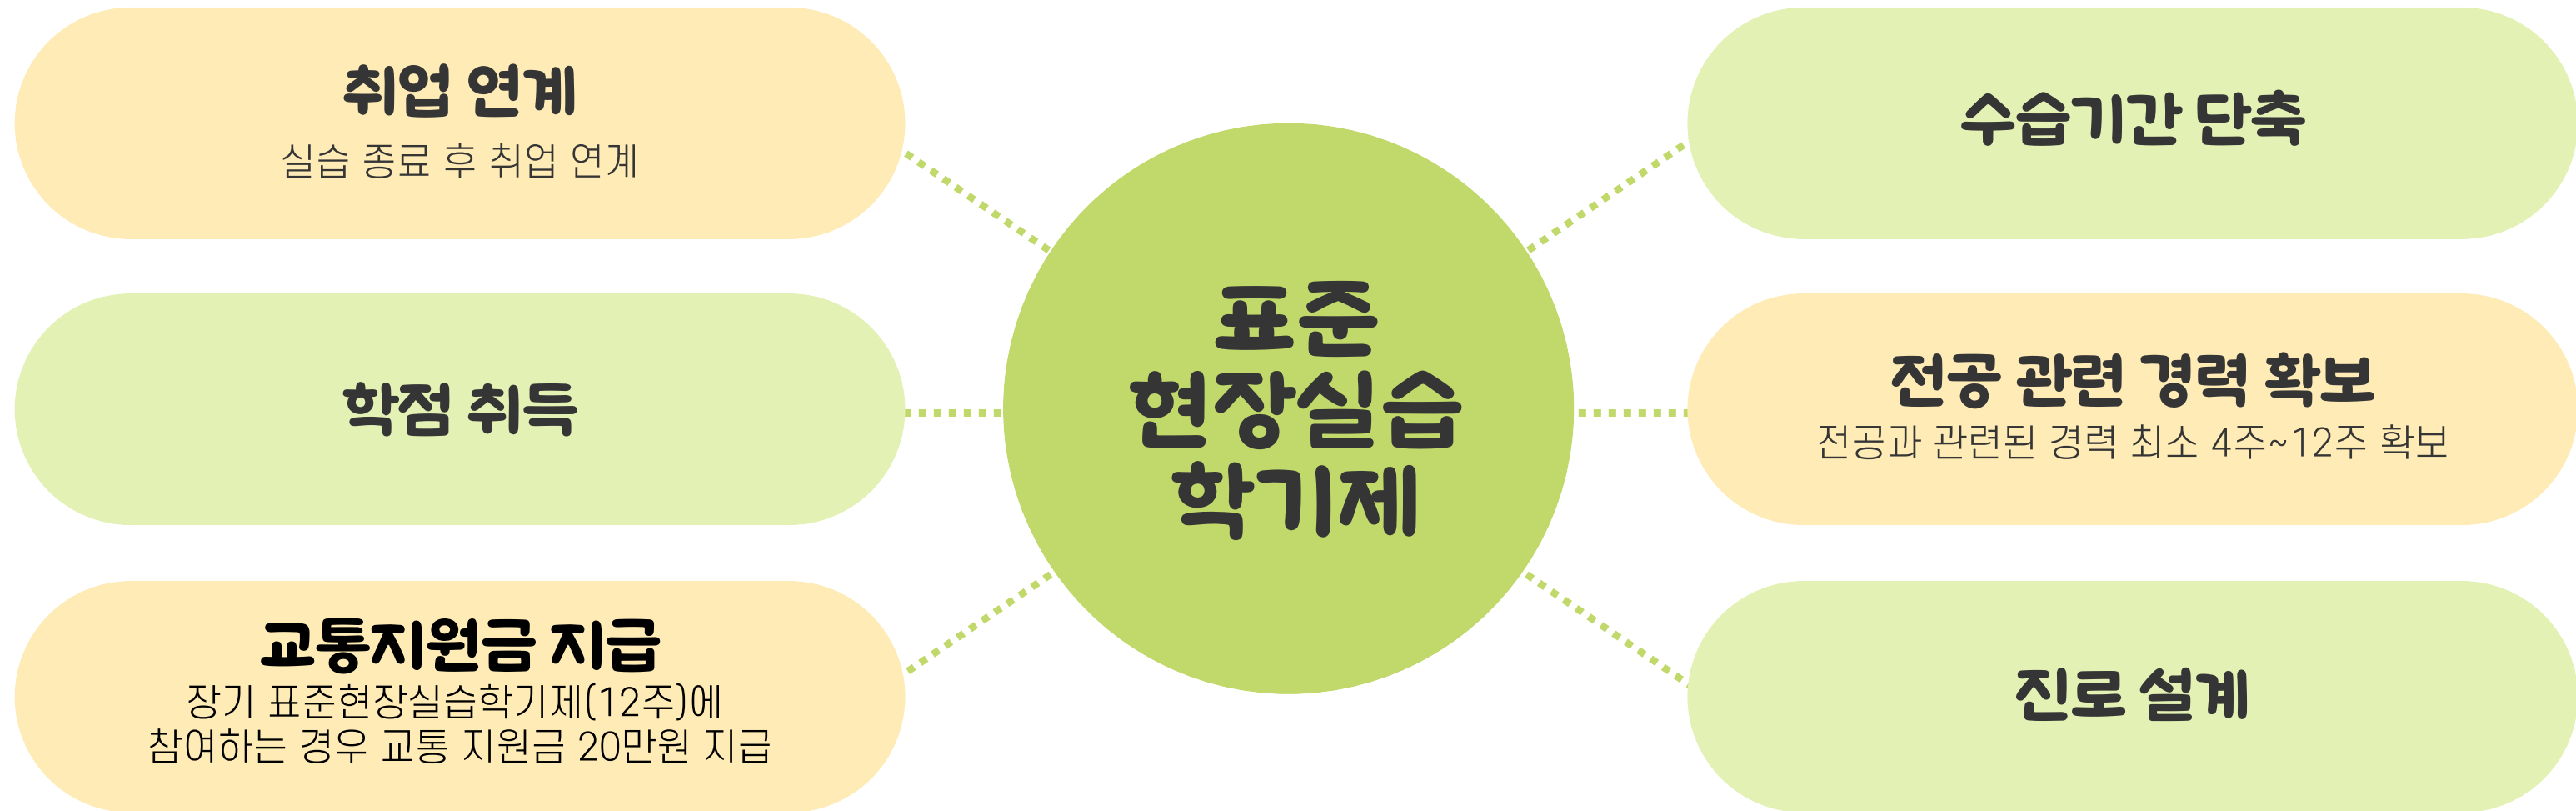 취업 연계
실습 종료 후 취업 연계
학점 취득
교통지원금 지급
장기 표준현장실습학기제(12주)에
참여하는 경우 교통 지원금 20만원 지급
표준
현장실습
학기제
수습기간 단축
전공 관련 경력 확보
전공과 관련된 경력 최소 4주~12주 확보
진로 설계